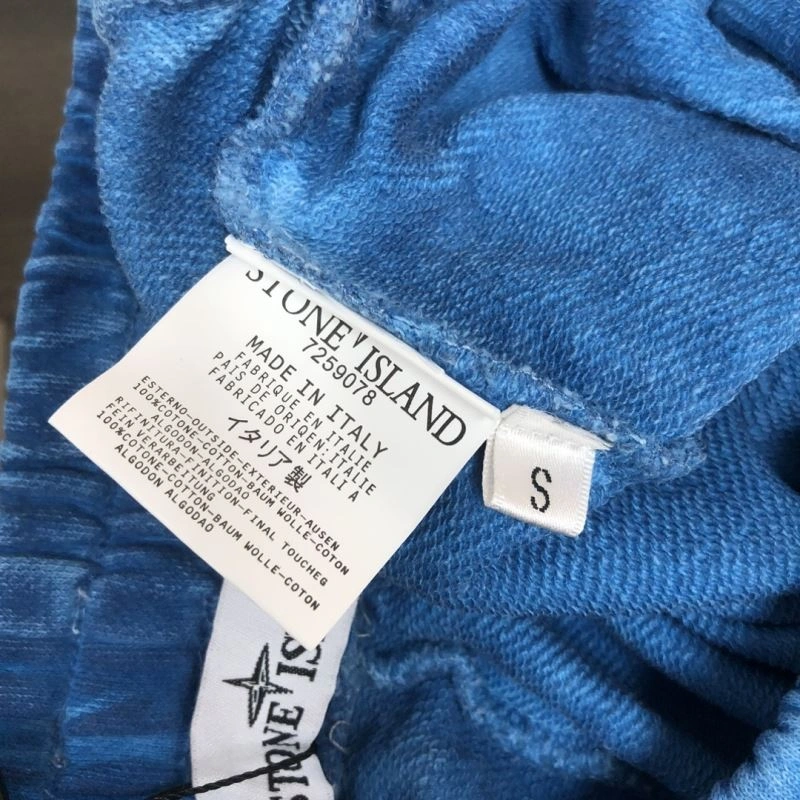 STONE ISLAND
7259078
MADE IN ITALY
FABRIQUE EN ITALIE
PAIS DE ORIGEN:ITALIE
FABRICADO EN ITALI A
イタリア製
ESTERNO-OUTSIDE-EXTERIEUR-AUSEN
100%COTONE-COTTON-BAUM WOLLE-COTON
ALGODON-ALGODAO
RIFINITURA-FINITION-FINAL TOUCHEG
FEIN VERARBEITUNG
100%COTONE-COTTON-BAUM WOLLE-COTON
ALGODON ALGODAO
S
STONE IS